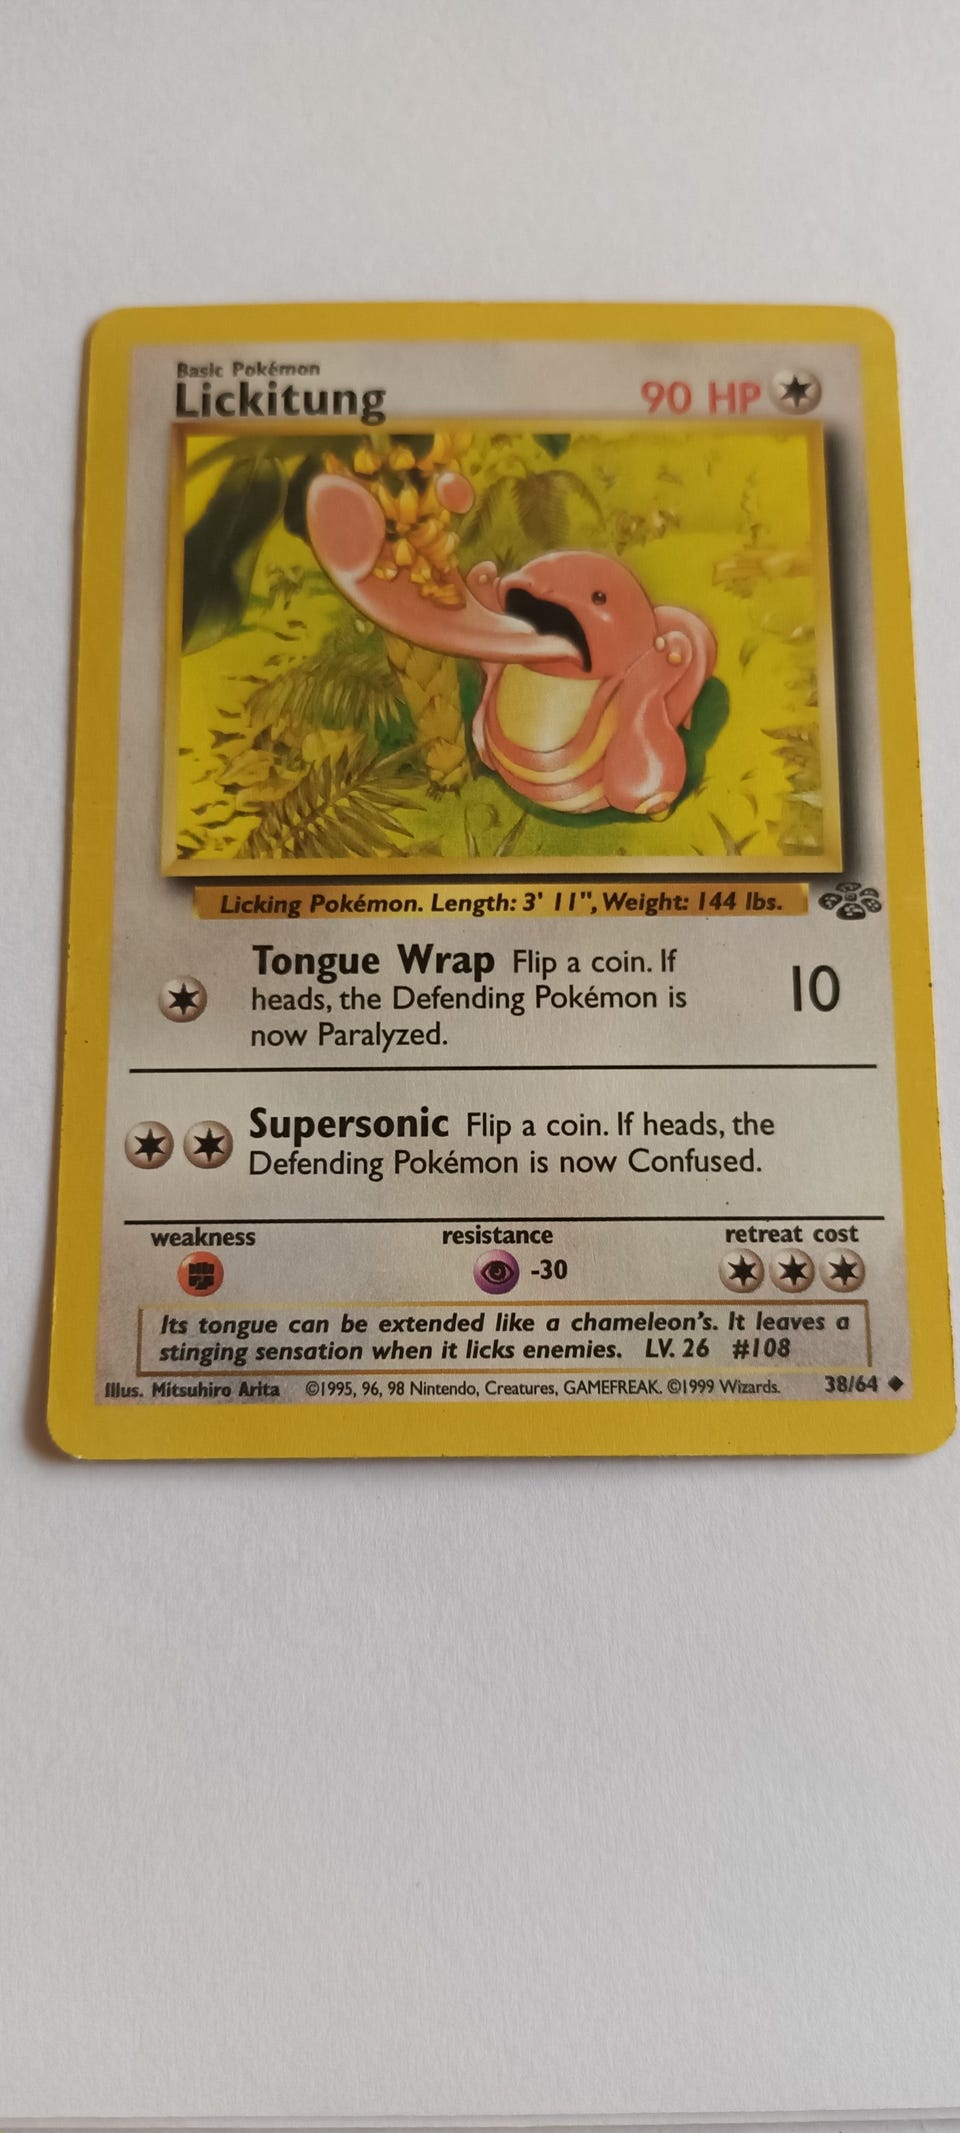 Basic Pokémon
Lickitung
90 HP
Licking Pokémon. Length: 3' 11", Weight: 144 lbs.
Tongue Wrap Flip a coin. If
heads, the Defending Pokémon is
now Paralyzed.
10
Supersonic Flip a coin. If heads, the
Defending Pokémon is now Confused.
weakness resistance retreat cost
-30
Its tongue can be extended like a chameleon's. It leaves a
stinging sensation when it licks enemies. LV. 26 #108
Illus. Mitsuhiro Arita ©1995, 96, 98 Nintendo, Creatures, GAMEFREAK. ©1999 Wizards. 38/64